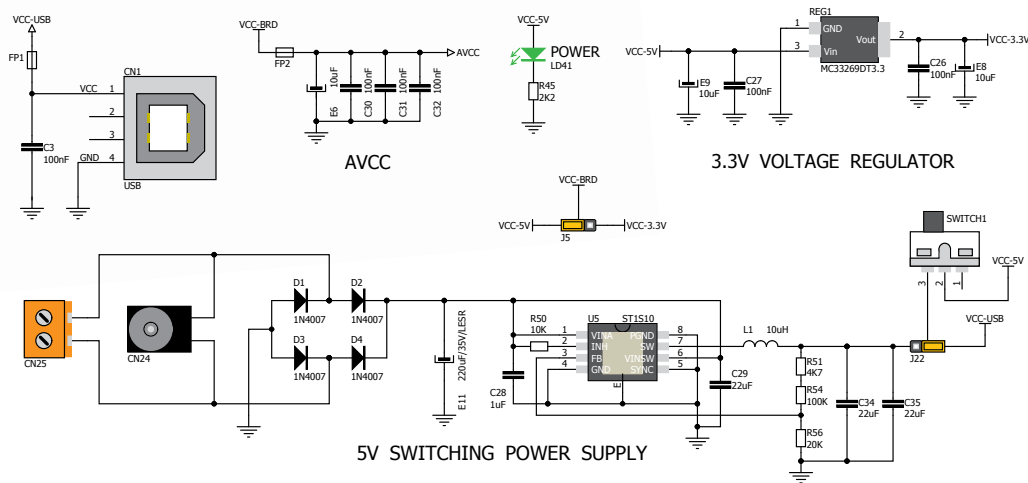 VCC-USB
FP1
CN1
VCC 1
2
3
GND 4
C3
100nF
USB
VCC-BRD
FP2
AVCC
E6 10uF
C30 100nF
C31 100nF
C32 100nF
AVCC
VCC-5V
POWER
LD41
R45
2K2
REG1
1 GND
Vout 2
3 Vin
MC33269DT3.3
VCC-5V
VCC-3.3V
E9
10uF
C27
100nF
C26
100nF
E8
10uF
3.3V VOLTAGE REGULATOR
VCC-BRD
VCC-5V
VCC-3.3V
J5
SWITCH1
3 2 1
VCC-5V
VCC-USB
J22
CN25
CN24
D1
1N4007
D2
1N4007
D3
1N4007
D4
1N4007
E11 220uF/35V/LESR
R50
10K
U5 ST1S10
1 VINA PGND 8
2 INH SW 7
3 FB VINSW 6
4 GND SYNC 5
E
C28
1uF
C29
22uF
L1 10uH
R51
4K7
R54
100K
R56
20K
C34
22uF
C35
22uF
5V SWITCHING POWER SUPPLY